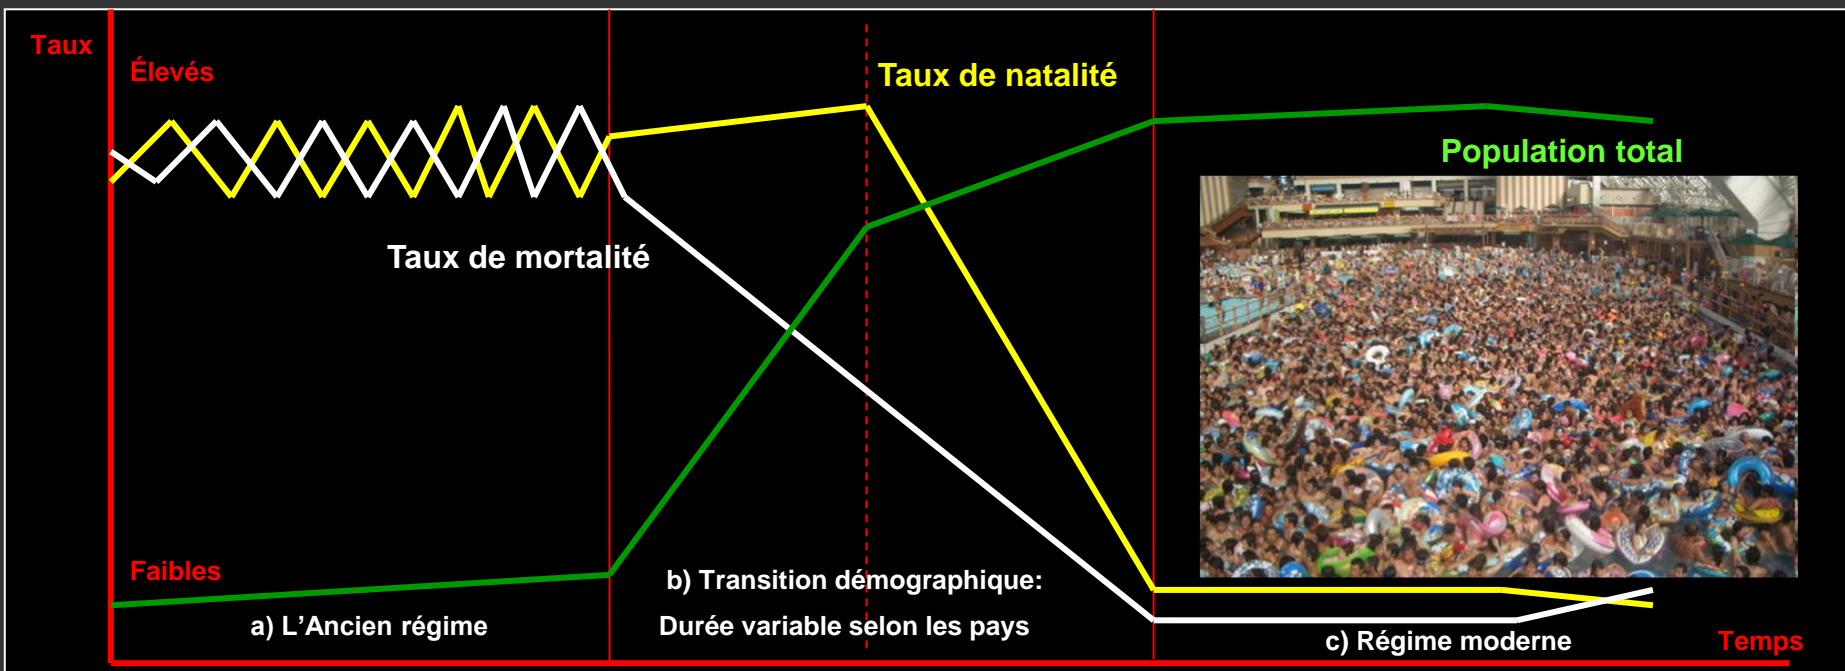 Taux
Élevés
Taux de natalité
Population total
Taux de mortalité
Faibles
b) Transition démographique:
Durée variable selon les pays
a) L’Ancien régime
c) Régime moderne
Temps